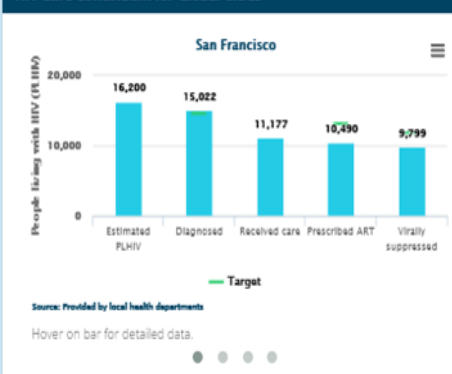 San Francisco
People living with HIV (PLHIV)
20,000
10,000
0
16,200
15,022
11,177
10,490
9,799
Estimated
PLHIV
Diagnosed
Received care
Prescribed ART
Virally
suppressed
Target
Source: Provided by local health departments
Hover on bar for detailed data.